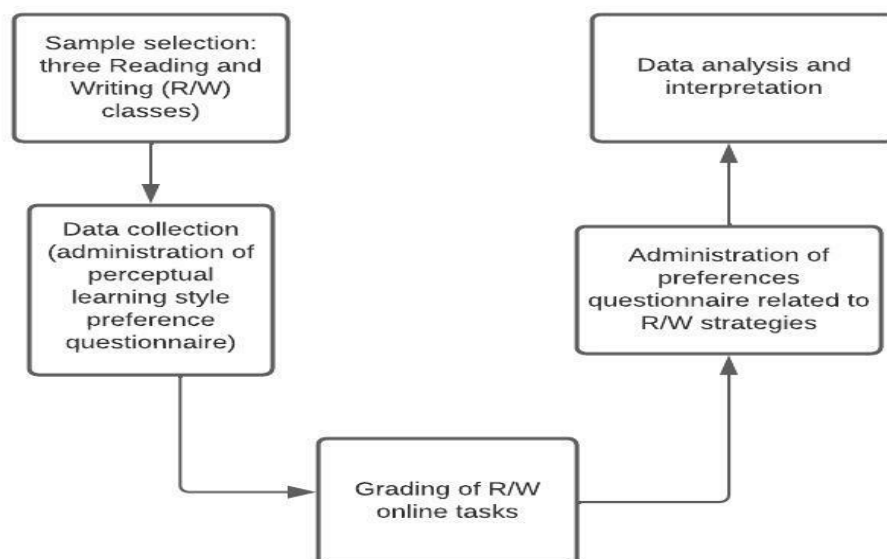 Sample selection:
three Reading and
Writing (R/W)
classes)
Data collection
(administration of
perceptual
learning style
preference
questionnaire)
Grading of R/W
online tasks
Administration of
preferences
questionnaire related to
R/W strategies
Data analysis and
interpretation